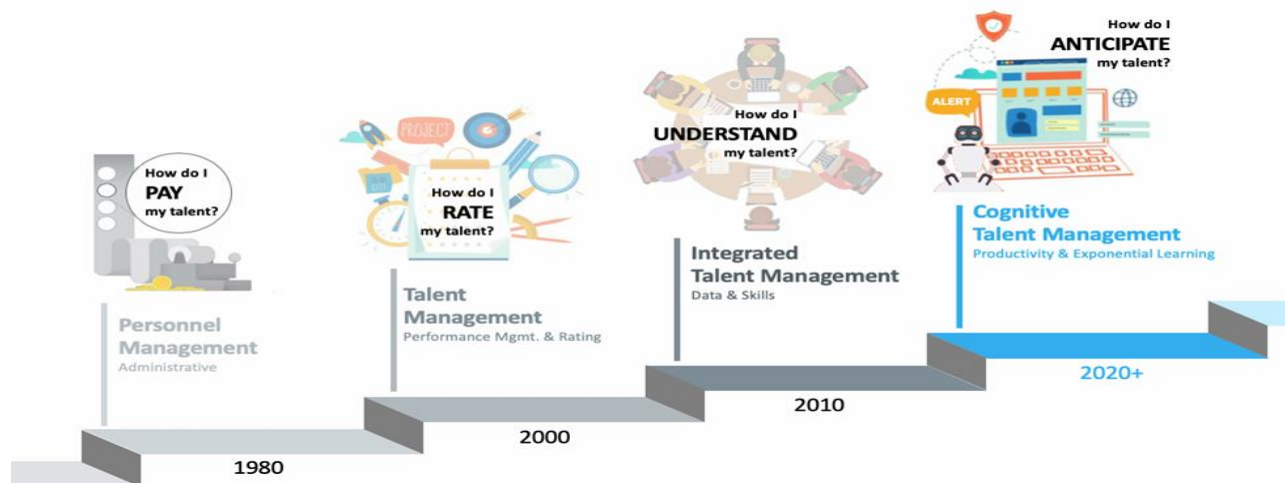 How do I
PAY
my talent?
Personnel
Management
Administrative
1980
PROJECT
How do I
RATE
my talent?
Talent
Management
Performance Mgmt. & Rating
2000
How do I
UNDERSTAND
my talent?
Integrated
Talent Management
Data & Skills
2010
How do I
ANTICIPATE
my talent?
ALERT
Cognitive
Talent Management
Productivity & Exponential Learning
2020+